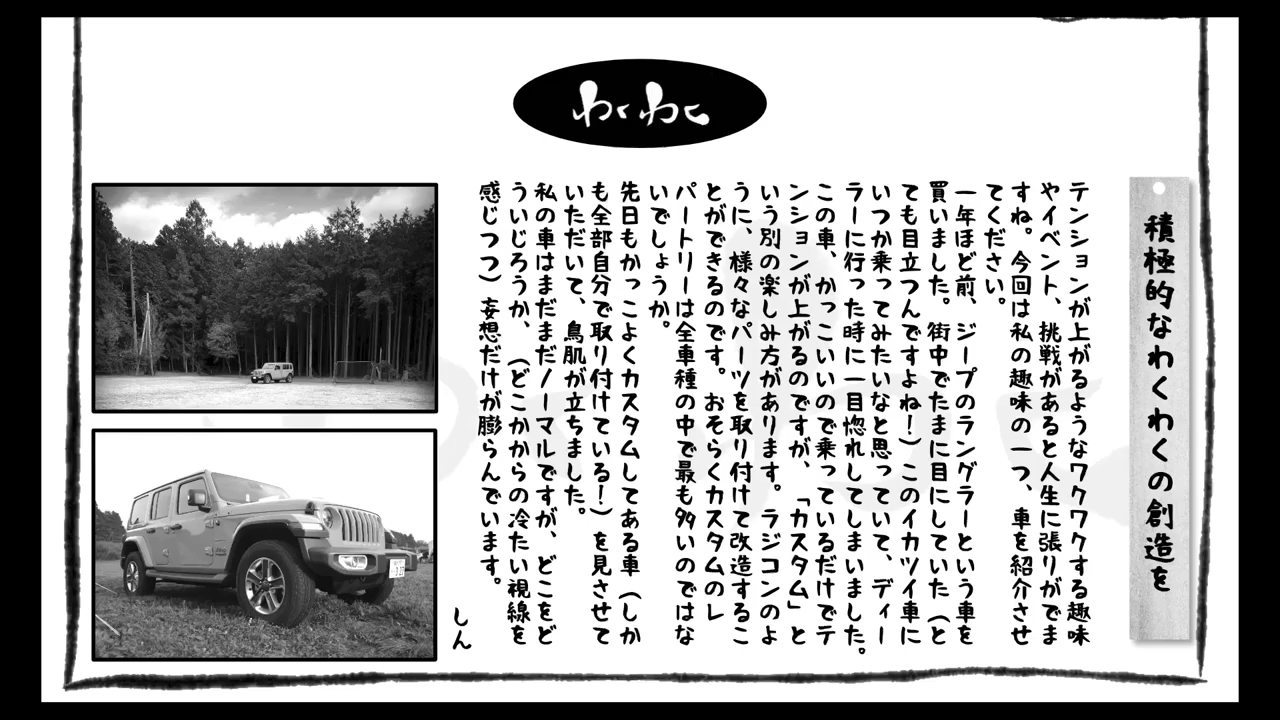 わくわく
積極的なわくわくの創造を
テンションが上がるようなワクワクする趣味
やイベント、挑戦があると人生に張りがでま
すね。今回は私の趣味の一つ、車を紹介させ
てください。
一年ほど前、ジープのラングラーという車を
買いました。街中でたまに目にしていた（と
ても目立つんですよね！）このイカツイ車に
いつか乗ってみたいなと思っていて、ディー
ラーに行った時に一目惚れしてしまいました。
この車、かっこいいので乗っているだけでテ
ンションが上がるのですが、「カスタム」と
いう別の楽しみ方があります。ラジコンのよ
うに、様々なパーツを取り付けて改造するこ
とができるのです。おそらくカスタムのレ
パートリーは全車種の中で最も多いのではな
いでしょうか。
先日もかっこよくカスタムしてある車（しか
も全部自分で取り付けている！）を見させて
いただいて、鳥肌が立ちました。
私の車はまだまだノーマルですが、どこをど
ういじろうか、（どこかからの冷たい視線を
感じつつ）妄想だけが膨らんでいます。
しん